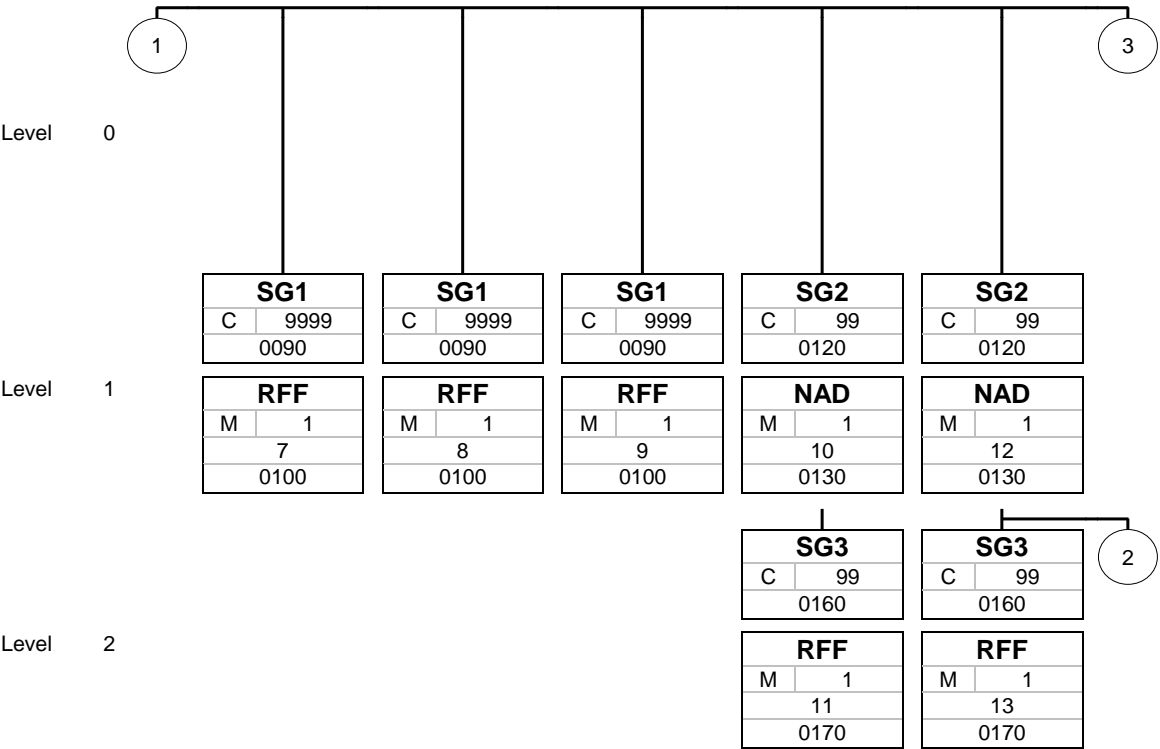 1 3
Level 0
SG1 SG1 SG1 SG2 SG2
C 9999 C 9999 C 9999 C 99 C 99
0090 0090 0090 0120 0120
Level 1
RFF RFF RFF NAD NAD
M 1 M 1 M 1 M 1 M 1
7 8 9 10 12
0100 0100 0100 0130 0130
SG3 SG3 2
C 99 C 99
0160 0160
Level 2
RFF RFF
M 1 M 1
11 13
0170 0170